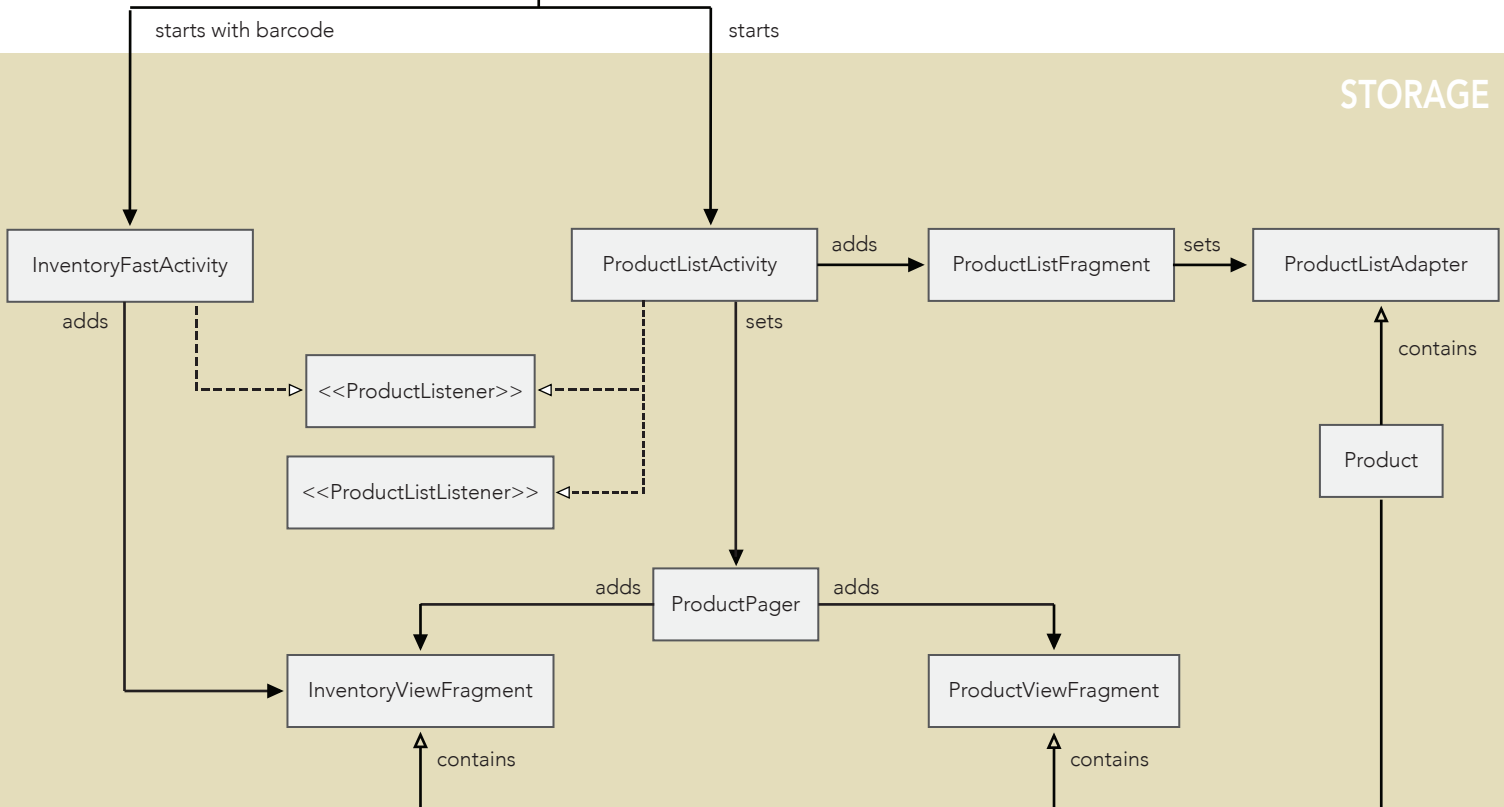 starts with barcode
starts
STORAGE
InventoryFastActivity
ProductListActivity
adds
ProductListFragment
sets
ProductListAdapter
adds
sets
contains
<<ProductListener>>
Product
<<ProductListListener>>
adds
ProductPager
adds
InventoryViewFragment
ProductViewFragment
contains
contains